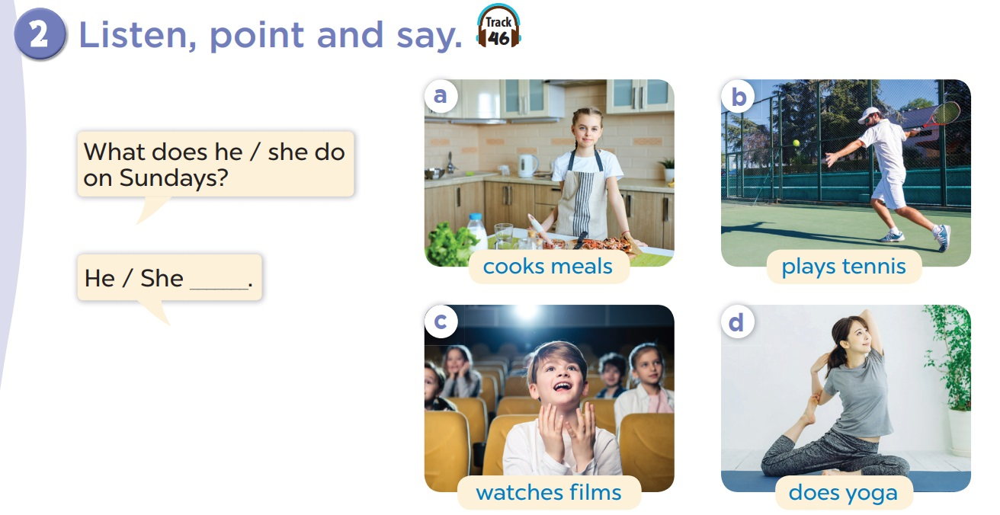 2 Listen, point and say. Track
46
What does he / she do
on Sundays?
He / She ______.
a
cooks meals
b
plays tennis
c
watches films
d
does yoga